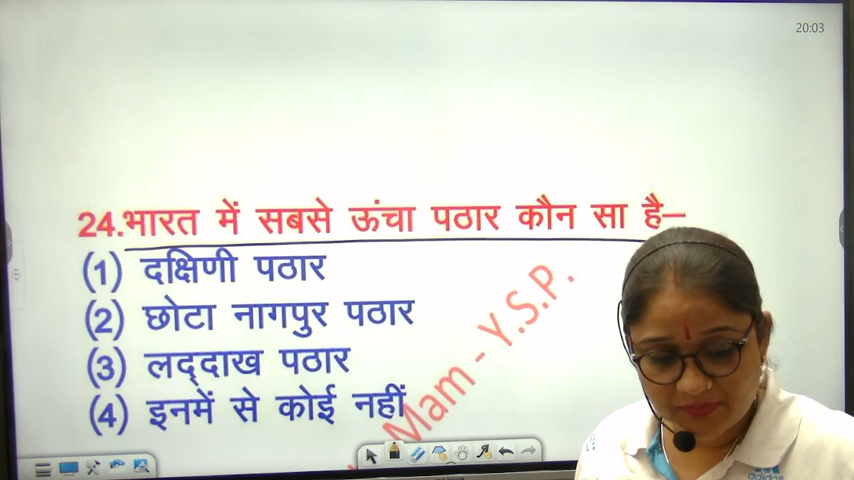 20:03
24.भारत में सबसे ऊंचा पठार कौन सा है–
(1) दक्षिणी पठार
(2) छोटा नागपुर पठार
(3) लद्दाख पठार
(4) इनमें से कोई नहीं
Mam - Y.S.P.
adidas